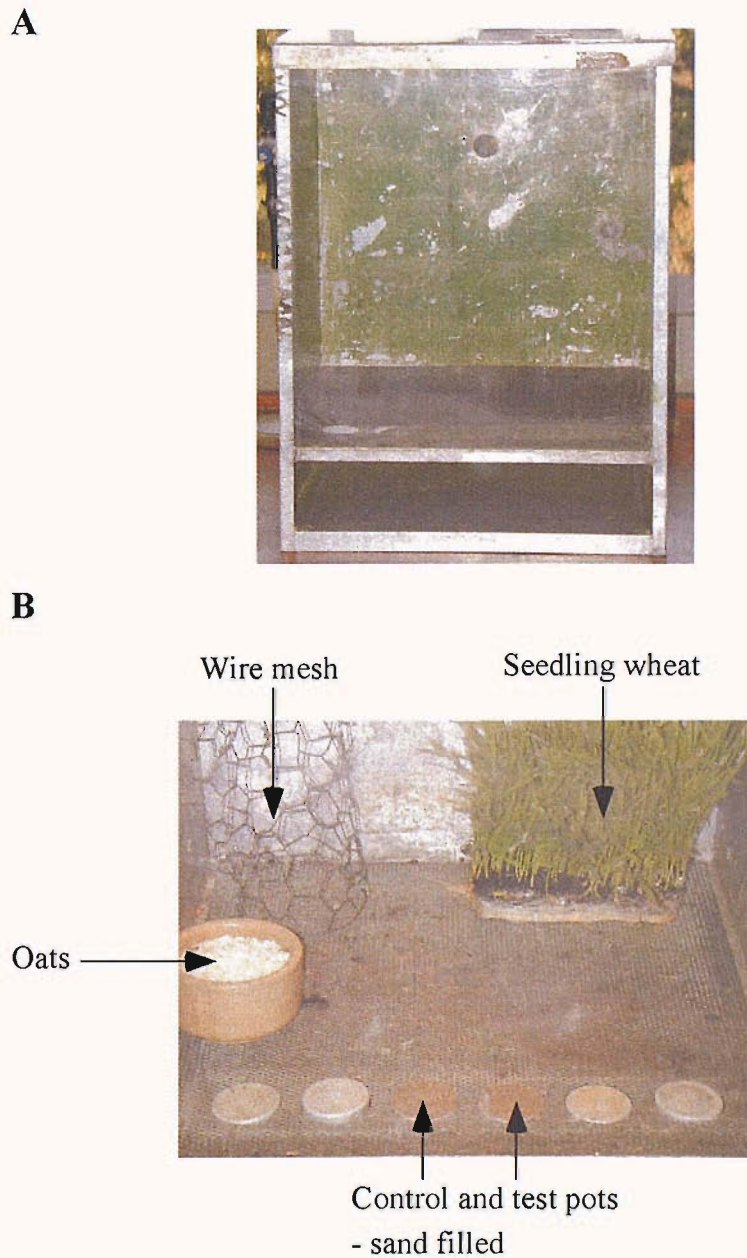 A
B
Wire mesh
Seedling wheat
Oats
Control and test pots
- sand filled